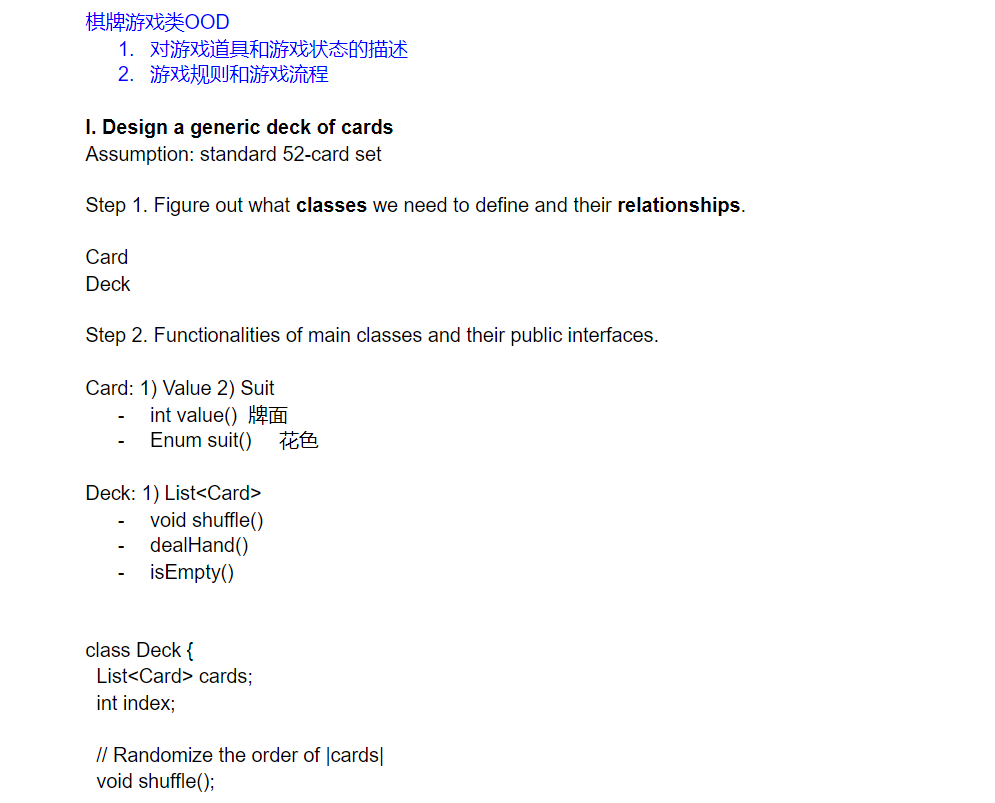 棋牌游戏类OOD
1. 对游戏道具和游戏状态的描述
2. 游戏规则和游戏流程
I. Design a generic deck of cards
Assumption: standard 52-card set
Step 1. Figure out what classes we need to define and their relationships.
Card
Deck
Step 2. Functionalities of main classes and their public interfaces.
Card: 1) Value 2) Suit
- int value() 牌面
- Enum suit() 花色
Deck: 1) List<Card>
- void shuffle()
- dealHand()
- isEmpty()
class Deck {
List<Card> cards;
int index;
// Randomize the order of |cards|
void shuffle();